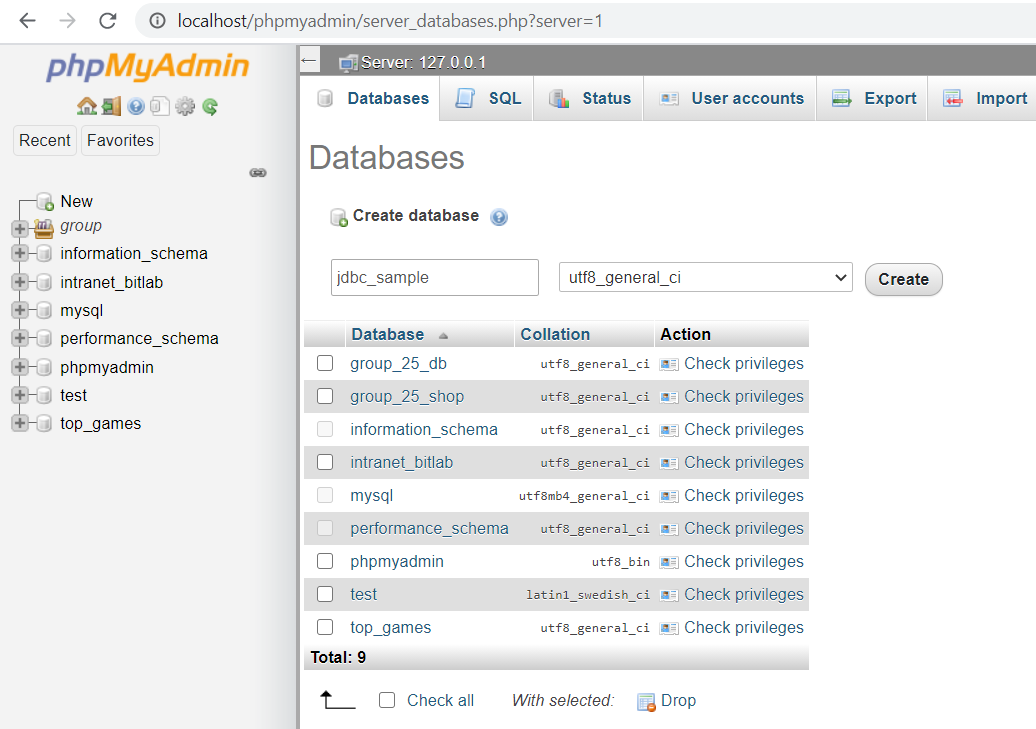 localhost/phpmyadmin/server_databases.php?server=1
phpMyAdmin
Recent Favorites
New
group
information_schema
intranet_bitlab
mysql
performance_schema
phpmyadmin
test
top_games
Server: 127.0.0.1
Databases SQL Status User accounts Export Import
Databases
Create database
jdbc_sample utf8_general_ci Create
Database Collation Action
group_25_db utf8_general_ci Check privileges
group_25_shop utf8_general_ci Check privileges
information_schema utf8_general_ci Check privileges
intranet_bitlab utf8_general_ci Check privileges
mysql utf8mb4_general_ci Check privileges
performance_schema utf8_general_ci Check privileges
phpmyadmin utf8_bin Check privileges
test latin1_swedish_ci Check privileges
top_games utf8_general_ci Check privileges
Total: 9
Check all With selected: Drop